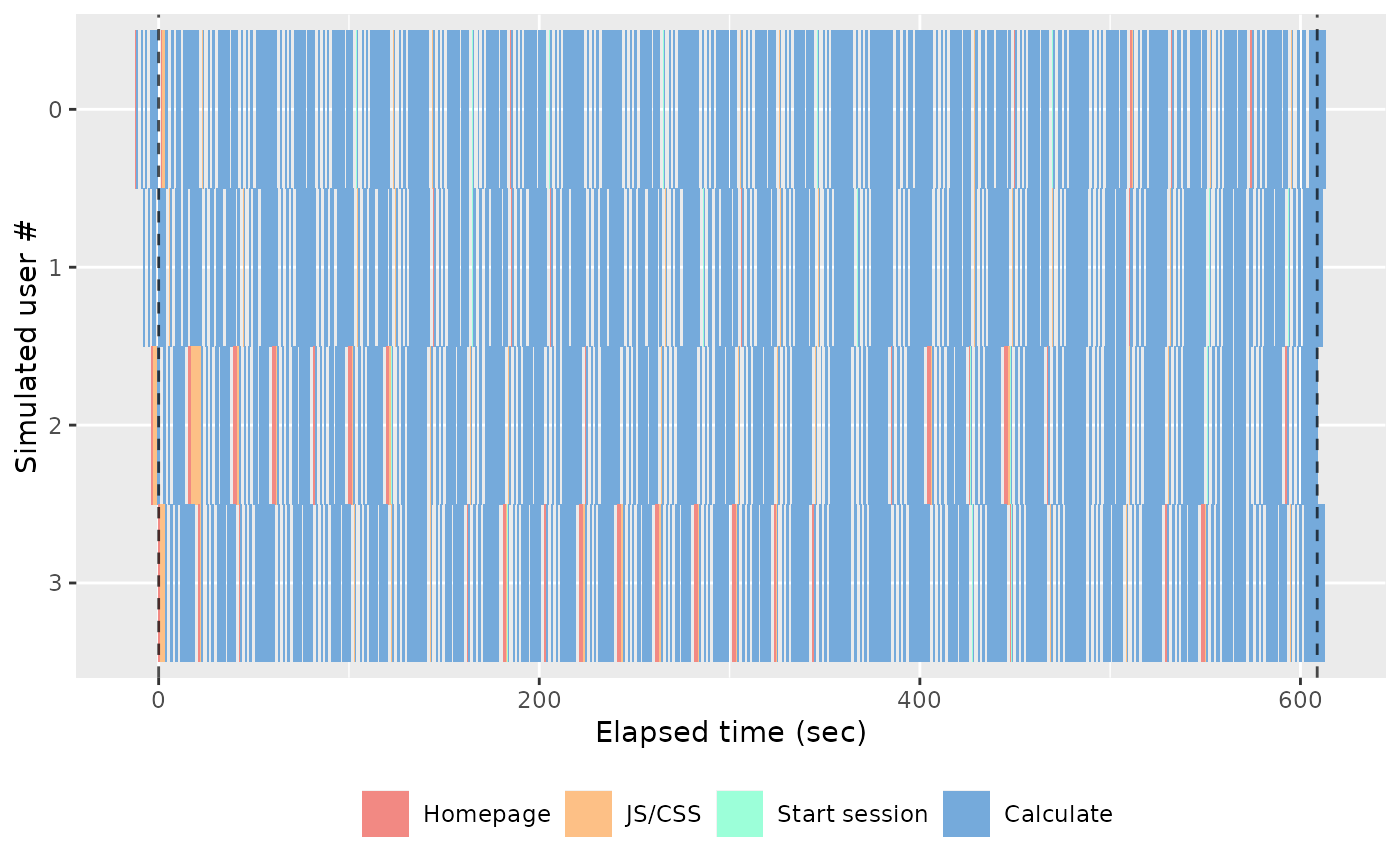 0
1
2
3
Simulated user #
0 200 400 600
Elapsed time (sec)
Homepage JS/CSS Start session Calculate